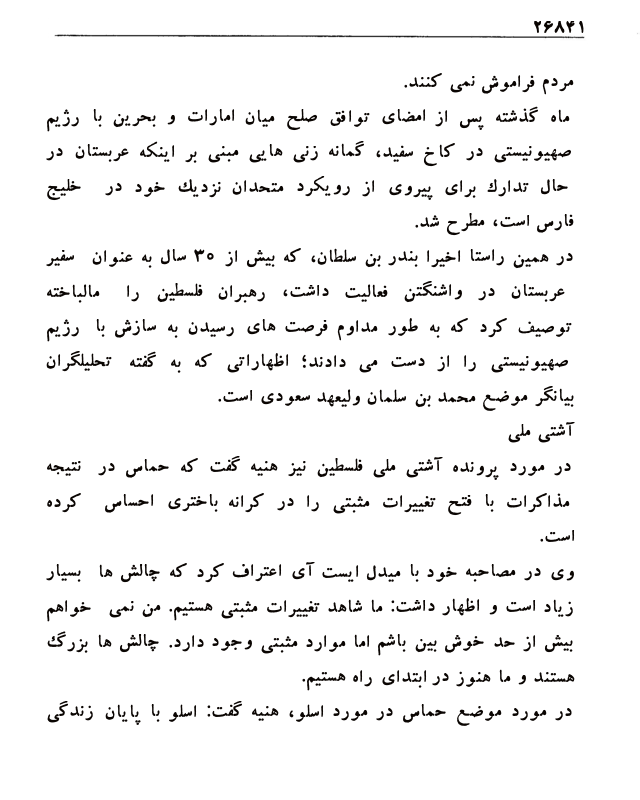 ۲۶۸۴۱
مردم فراموش نمی کنند.
ماه گذشته پس از امضای توافق صلح میان امارات و بحرین با رژیم
صهیونیستی در کاخ سفید، گمانه زنی هایی مبنی بر اینکه عربستان در
حال تدارك برای پیروی از رویکرد متحدان نزدیك خود در خلیج
فارس است، مطرح شد.
در همین راستا اخیرا بندر بن سلطان، که بیش از ۳۰ سال به عنوان سفیر
عربستان در واشنگتن فعالیت داشت، رهبران فلسطین را مالباخته
توصیف کرد که به طور مداوم فرصت های رسیدن به سازش با رژیم
صهیونیستی را از دست می دادند؛ اظهاراتی که به گفته تحلیلگران
بیانگر موضع محمد بن سلمان ولیعهد سعودی است.
آشتی ملی
در مورد پرونده آشتی ملی فلسطین نیز هنیه گفت که حماس در نتیجه
مذاکرات با فتح تغییرات مثبتی را در کرانه باختری احساس کرده
است.
وی در مصاحبه خود با میدل ایست آی اعتراف کرد که چالش ها بسیار
زیاد است و اظهار داشت: ما شاهد تغییرات مثبتی هستیم. من نمی خواهم
بیش از حد خوش بین باشم اما موارد مثبتی وجود دارد. چالش ها بزرگ
هستند و ما هنوز در ابتدای راه هستیم.
در مورد موضع حماس در مورد اسلو، هنیه گفت: اسلو با پایان زندگی